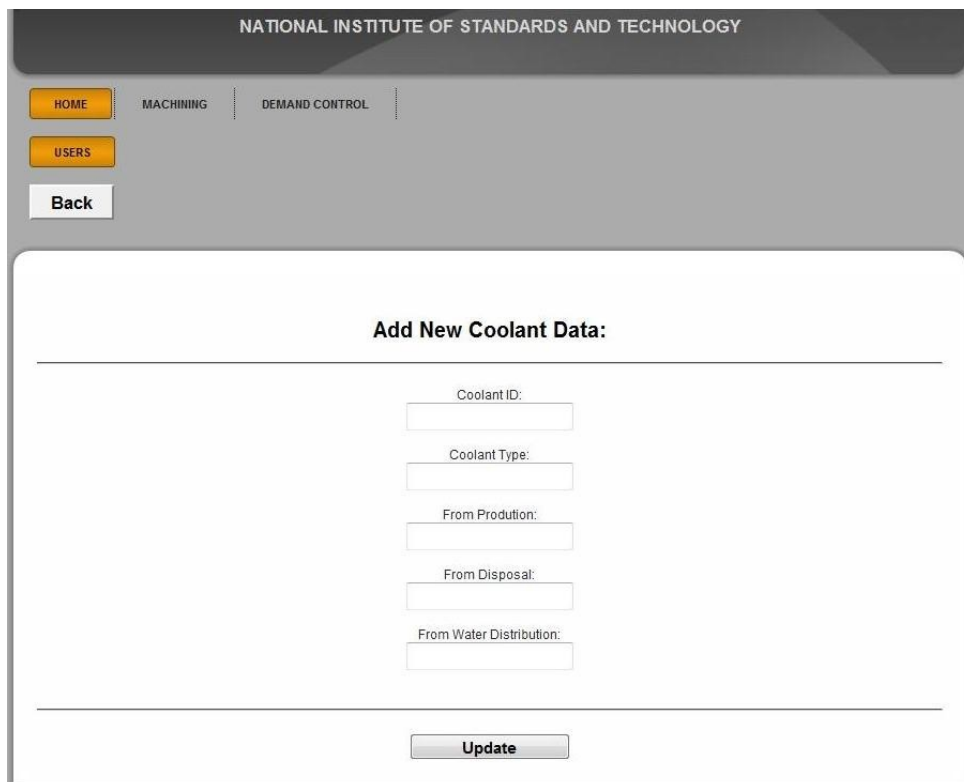 NATIONAL INSTITUTE OF STANDARDS AND TECHNOLOGY
HOME MACHINING DEMAND CONTROL
USERS
Back
Add New Coolant Data:
Coolant ID:
Coolant Type:
From Prodution:
From Disposal:
From Water Distribution:
Update